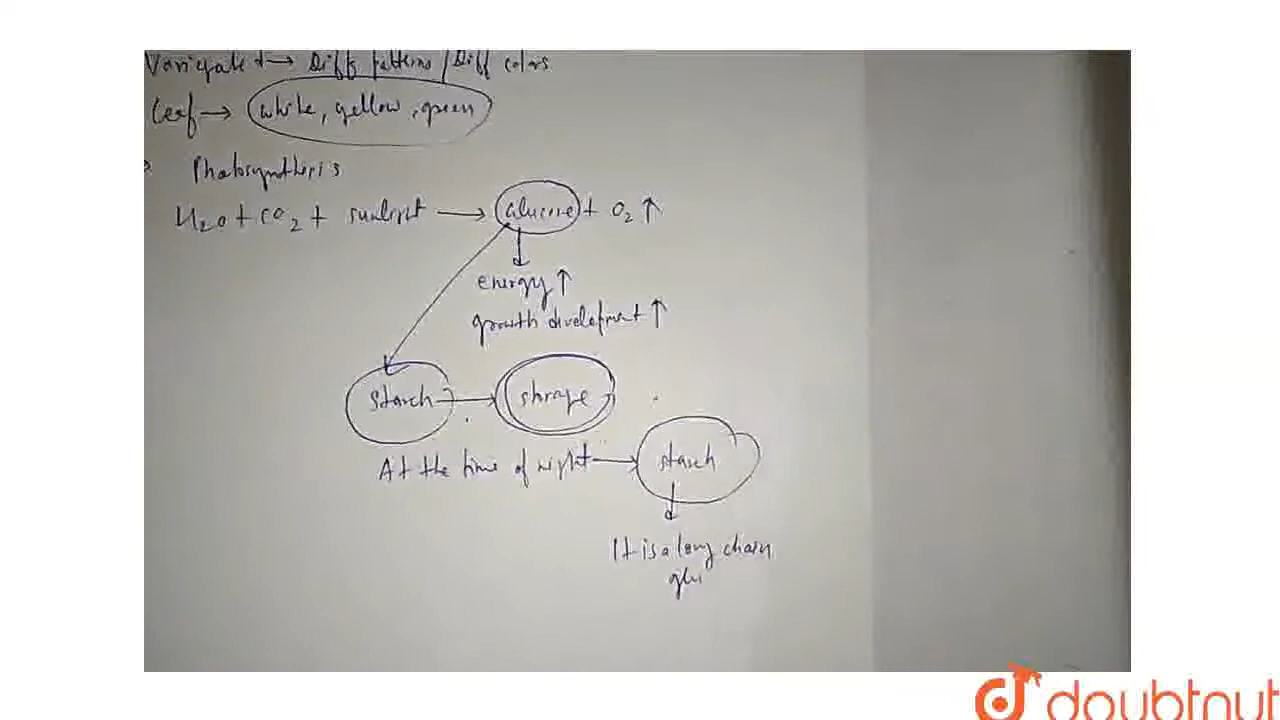 Variegated → Diff patterns / Diff colors
Leaf → white, yellow, green
Photosynthesis
H2O + CO2 + sunlight → Glucose + O2 ↑
energy ↑
growth development ↑
starch → storage
At the time of night → starch
It is a long chain
glu
doubtnut